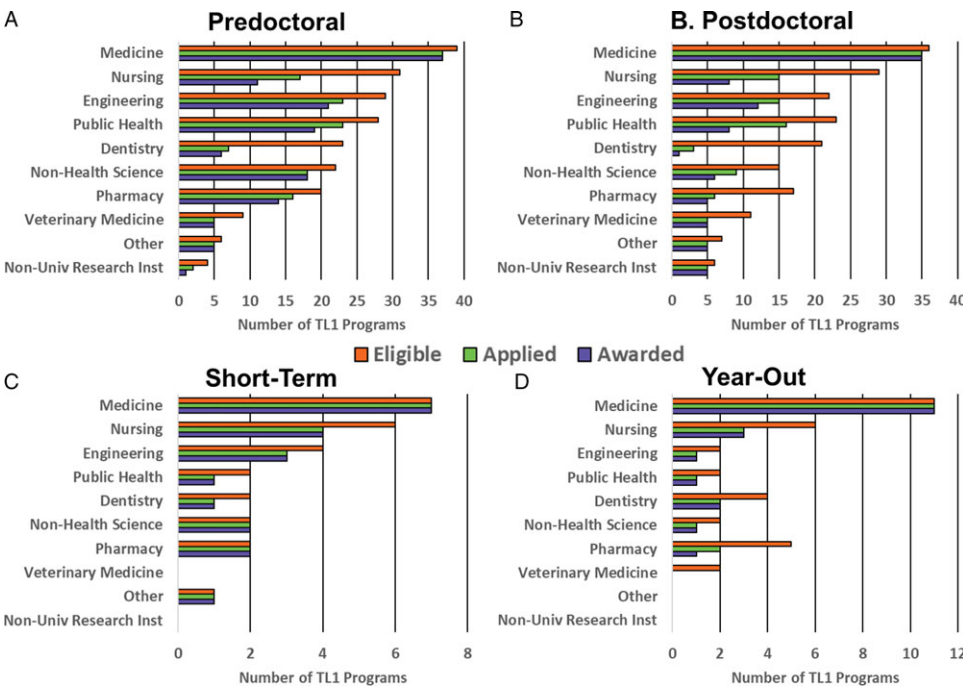 A
Predoctoral
Medicine
Nursing
Engineering
Public Health
Dentistry
Non-Health Science
Pharmacy
Veterinary Medicine
Other
Non-Univ Research Inst
0 5 10 15 20 25 30 35 40
Number of TL1 Programs
B
B. Postdoctoral
Medicine
Nursing
Engineering
Public Health
Dentistry
Non-Health Science
Pharmacy
Veterinary Medicine
Other
Non-Univ Research Inst
0 5 10 15 20 25 30 35 40
Number of TL1 Programs
Eligible Applied Awarded
C
Short-Term
Medicine
Nursing
Engineering
Public Health
Dentistry
Non-Health Science
Pharmacy
Veterinary Medicine
Other
Non-Univ Research Inst
0 2 4 6 8
Number of TL1 Programs
D
Year-Out
Medicine
Nursing
Engineering
Public Health
Dentistry
Non-Health Science
Pharmacy
Veterinary Medicine
Other
Non-Univ Research Inst
0 2 4 6 8 10 12
Number of TL1 Programs